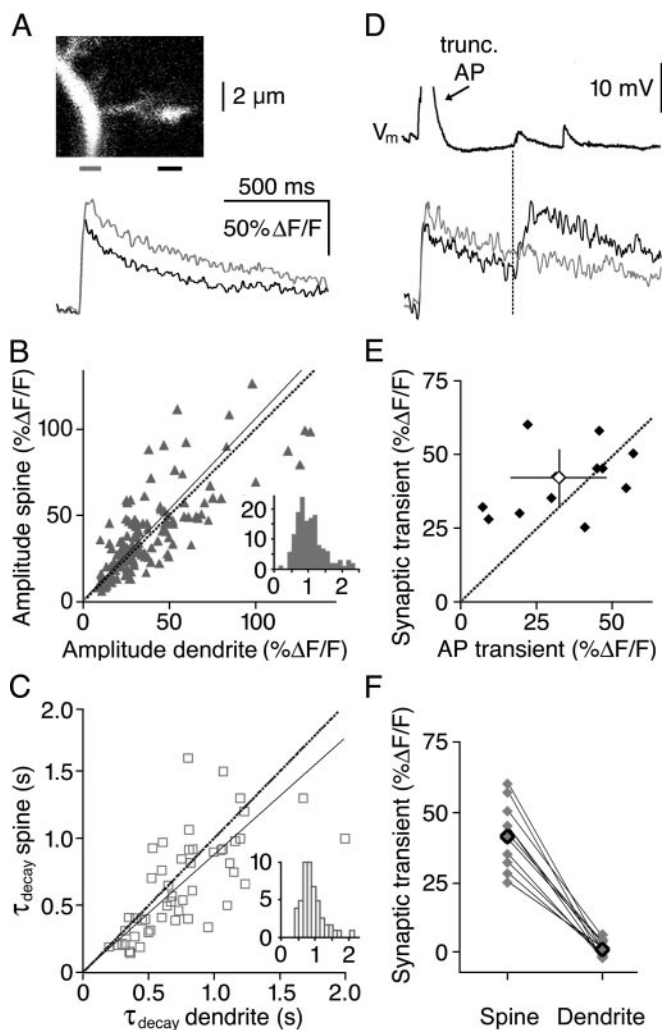 A
2 μm
500 ms
50% ΔF/F
B
Amplitude spine (%ΔF/F)
100
50
0
0 50 100
Amplitude dendrite (%ΔF/F)
20
10
0
0 1 2
C
τdecay spine (s)
2.0
1.5
1.0
0.5
0
0 0.5 1.0 1.5 2.0
τdecay dendrite (s)
10
5
0
0 1 2
D
trunc.
AP
10 mV
Vm
E
Synaptic transient (%ΔF/F)
75
50
25
0
0 25 50 75
AP transient (%ΔF/F)
F
Synaptic transient (%ΔF/F)
75
50
25
0
Spine Dendrite